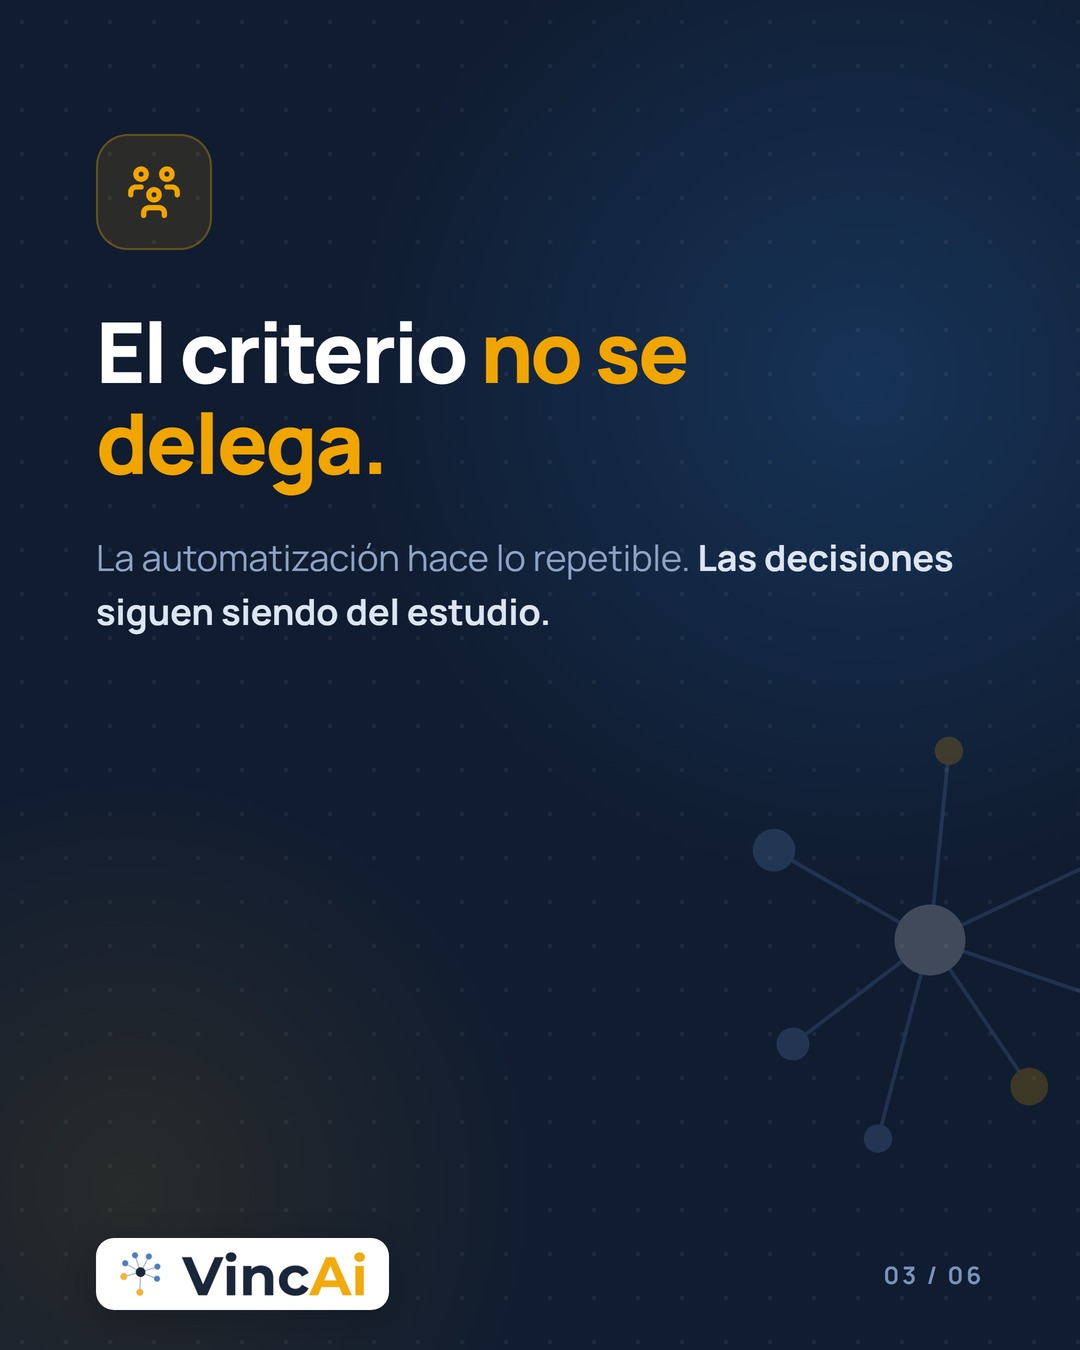 El criterio no se
delega.
La automatización hace lo repetible. Las decisiones
siguen siendo del estudio.
VincAi
03 / 06